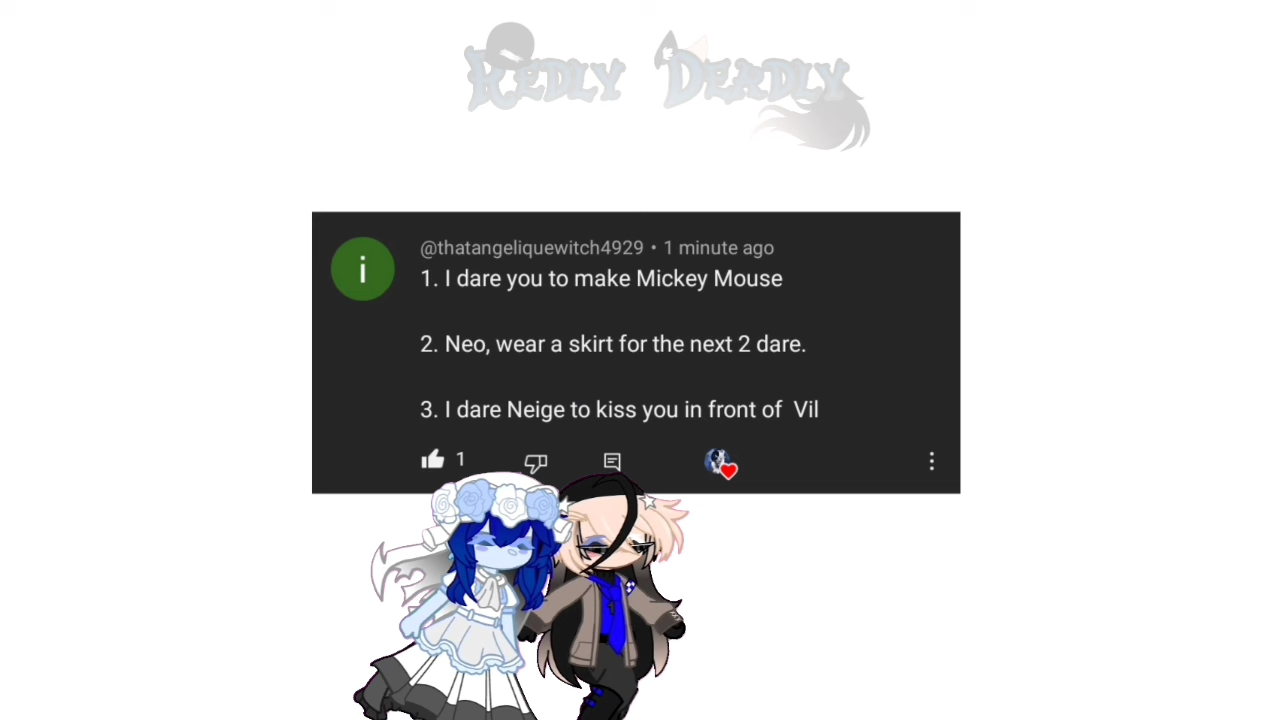 REDLY DEADLY
i
@thatangeliquewitch4929 • 1 minute ago
1. I dare you to make Mickey Mouse
2. Neo, wear a skirt for the next 2 dare.
3. I dare Neige to kiss you in front of Vil
1